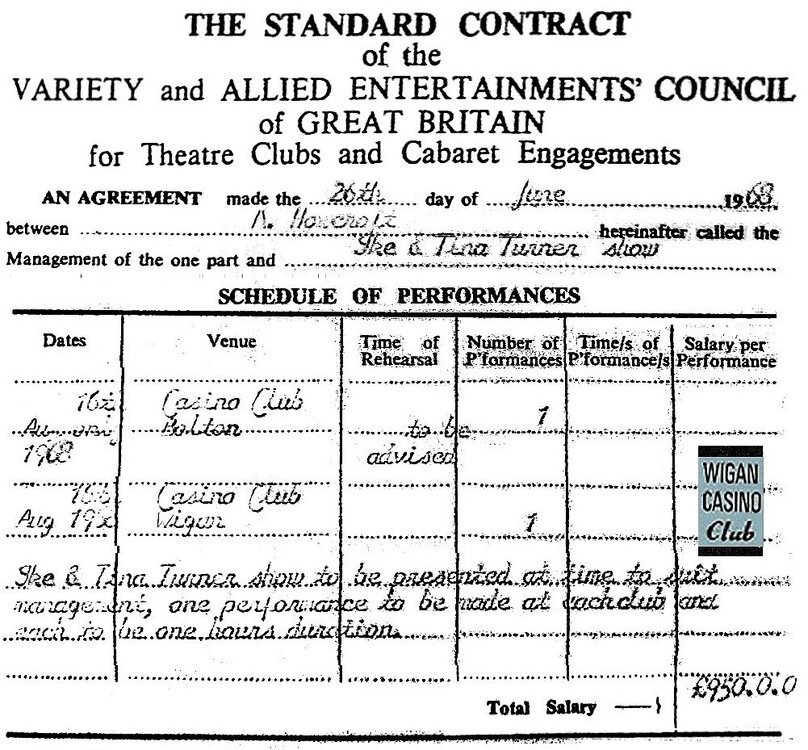 THE STANDARD CONTRACT
of the
VARIETY and ALLIED ENTERTAINMENTS' COUNCIL
of GREAT BRITAIN
for Theatre Clubs and Cabaret Engagements
AN AGREEMENT made the 26th day of June 1968
between hereinafter called the
Management of the one part and Ike & Tina Turner show
SCHEDULE OF PERFORMANCES
Dates Venue Time of Rehearsal Number of P'formances Time/s of P'formance/s Salary per Performance
Casino Club
Bolton to be 1
1968 advised
Casino Club
Aug Wigan 1
WIGAN
CASINO
Club
Ike & Tina Turner show to be presented at time to suit
management, one performance to be made at each club and
each to be one hours duration.
£950.0.0
Total Salary